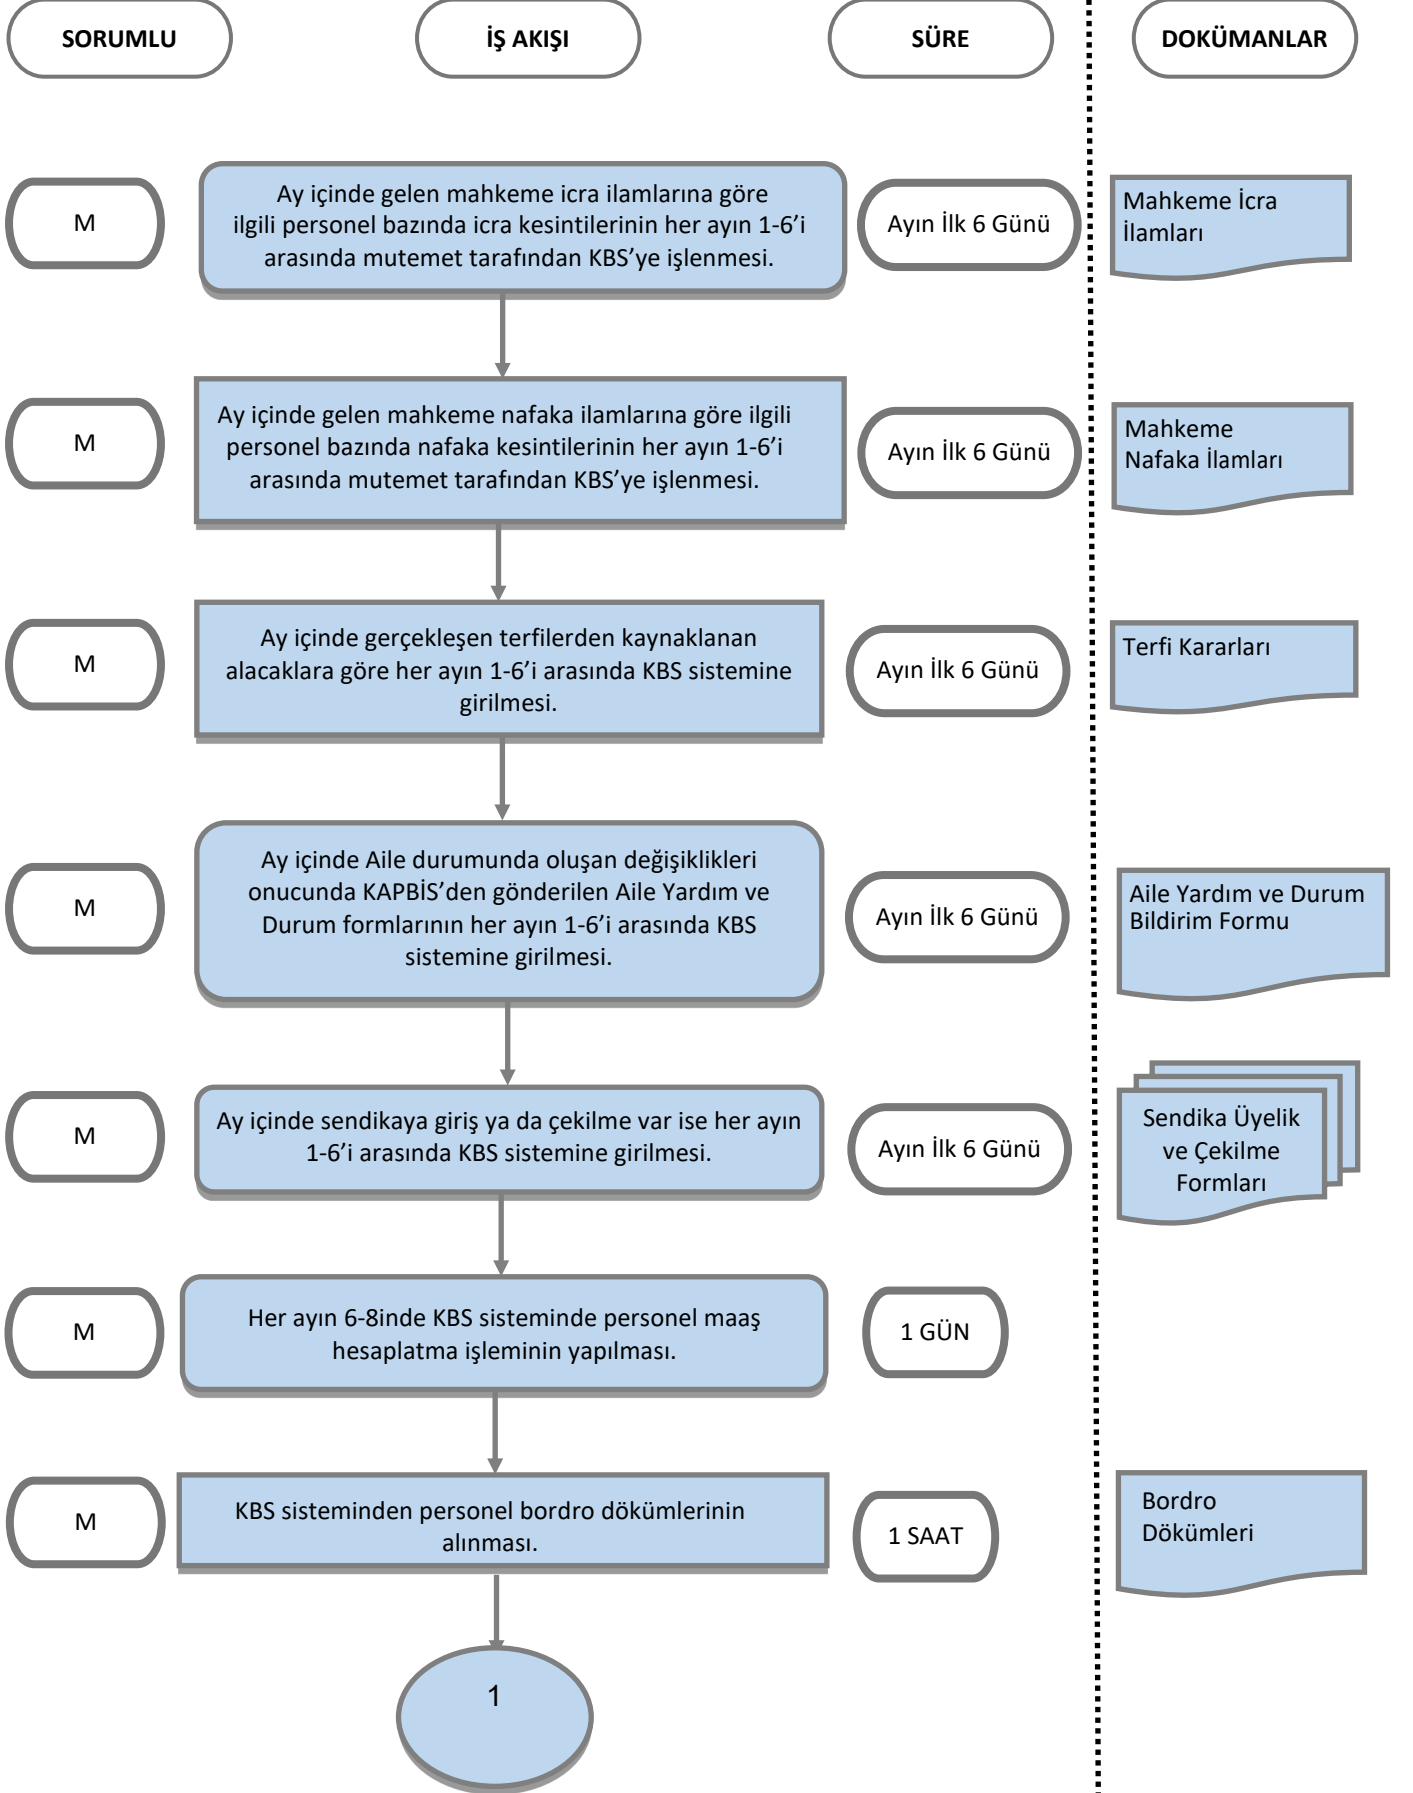 SORUMLU
İŞ AKIŞI
SÜRE
DOKÜMANLAR
M
Ay içinde gelen mahkeme icra ilamlarına göre
ilgili personel bazında icra kesintilerinin her ayın 1-6’i
arasında mutemet tarafından KBS’ye işlenmesi.
Ayın İlk 6 Günü
Mahkeme İcra
İlamları
M
Ay içinde gelen mahkeme nafaka ilamlarına göre ilgili
personel bazında nafaka kesintilerinin her ayın 1-6’i
arasında mutemet tarafından KBS’ye işlenmesi.
Ayın İlk 6 Günü
Mahkeme
Nafaka İlamları
M
Ay içinde gerçekleşen terfilerden kaynaklanan
alacaklara göre her ayın 1-6’i arasında KBS sistemine
girilmesi.
Ayın İlk 6 Günü
Terfi Kararları
M
Ay içinde Aile durumunda oluşan değişiklikleri
onucunda KAPBİS’den gönderilen Aile Yardım ve
Durum formlarının her ayın 1-6’i arasında KBS
sistemine girilmesi.
Ayın İlk 6 Günü
Aile Yardım ve Durum
Bildirim Formu
M
Ay içinde sendikaya giriş ya da çekilme var ise her ayın
1-6’i arasında KBS sistemine girilmesi.
Ayın İlk 6 Günü
Sendika Üyelik
ve Çekilme
Formları
M
Her ayın 6-8inde KBS sisteminde personel maaş
hesaplatma işleminin yapılması.
1 GÜN
M
KBS sisteminden personel bordro dökümlerinin
alınması.
1 SAAT
Bordro
Dökümleri
1